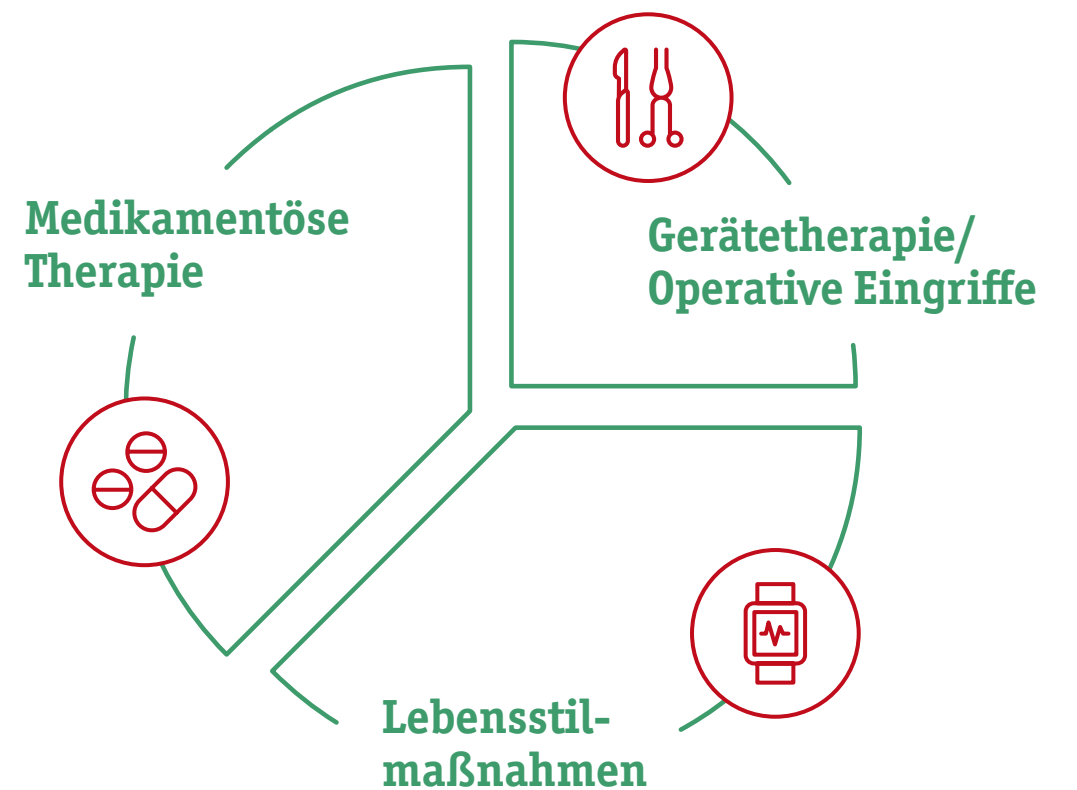 Medikamentöse
Therapie
Gerätetherapie/
Operative Eingriffe
Lebensstil-
maßnahmen